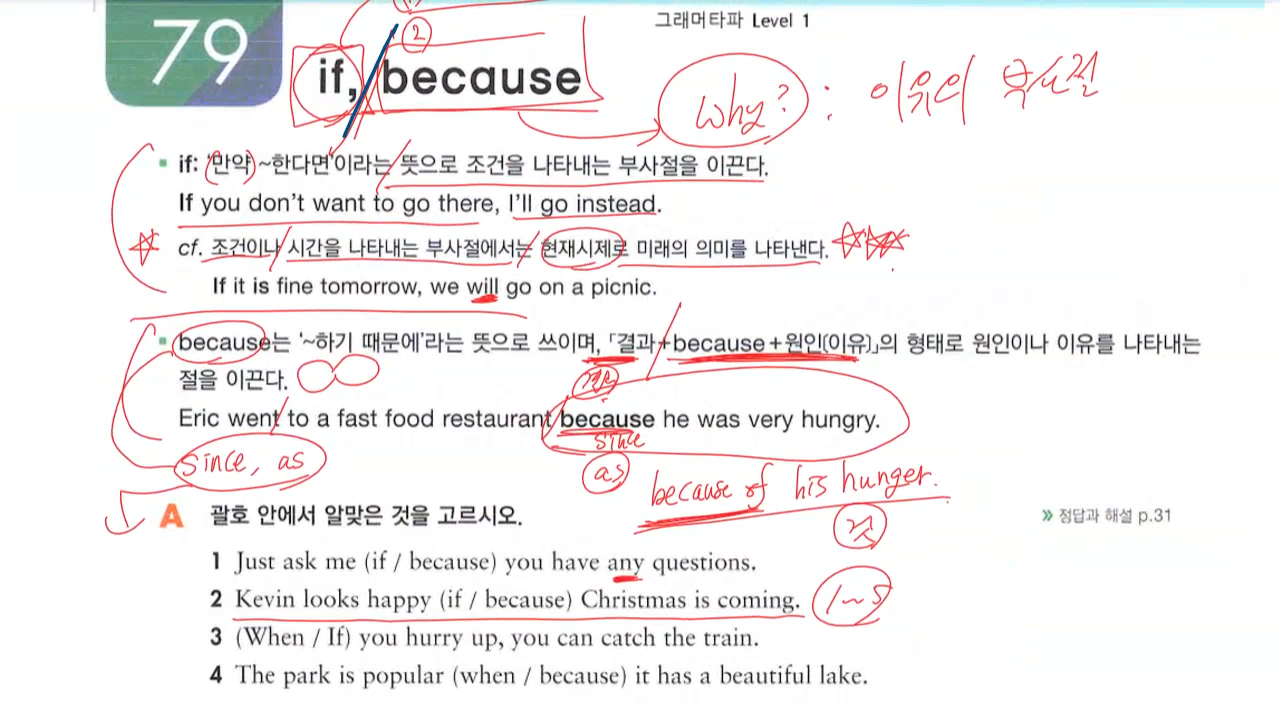 79
그래머타파 Level 1
① 
②
if, because
why? : 이유의 부사절
if: '만약 ~한다면'이라는 뜻으로 조건을 나타내는 부사절을 이끈다.
If you don't want to go there, I'll go instead.
cf. 조건이나 시간을 나타내는 부사절에서는 현재시제로 미래의 의미를 나타낸다.
If it is fine tomorrow, we will go on a picnic.
because는 '~하기 때문에'라는 뜻으로 쓰이며, 「결과+because+원인(이유)」의 형태로 원인이나 이유를 나타내는
절을 이끈다.
Eric went to a fast food restaurant because he was very hungry.
since
since, as
as
because of his hunger.
A 괄호 안에서 알맞은 것을 고르시오.
» 정답과 해설 p.31
1 Just ask me (if / because) you have any questions.
2 Kevin looks happy (if / because) Christmas is coming.
1~5
3 (When / If) you hurry up, you can catch the train.
4 The park is popular (when / because) it has a beautiful lake.